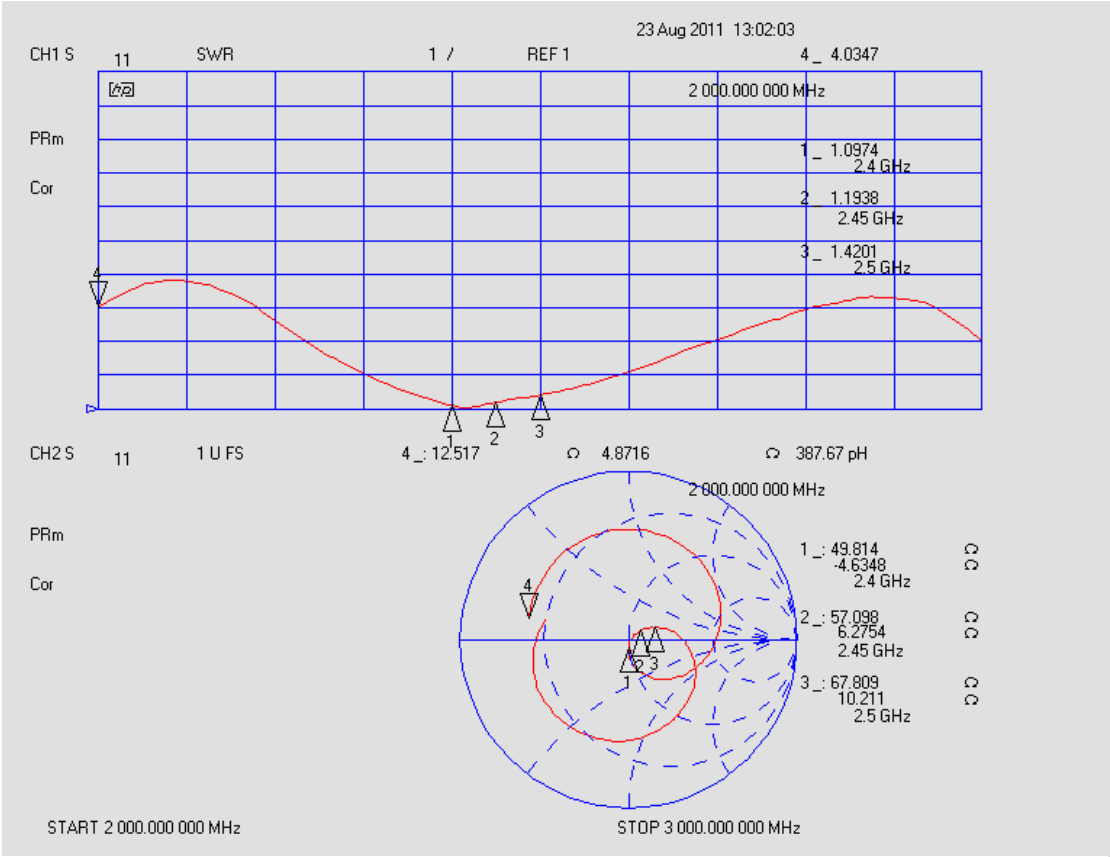 23 Aug 2011 13:02:03
CH1 S 11 SWR 1 / REF 1 4_ 4.0347
2 000.000 000 MHz
PRm
1_ 1.0974
2.4 GHz
Cor
2_ 1.1938
2.45 GHz
3_ 1.4201
2.5 GHz
4
1 2 3
CH2 S 11 1 U FS 4_: 12.517 Ω 4.8716 Ω 387.67 pH
2 000.000 000 MHz
PRm
1_: 49.814 Ω
-4.6348 Ω
2.4 GHz
Cor
4
2_: 57.098 Ω
6.2754 Ω
2.45 GHz
1 2 3
3_: 67.809 Ω
10.211 Ω
2.5 GHz
START 2 000.000 000 MHz STOP 3 000.000 000 MHz